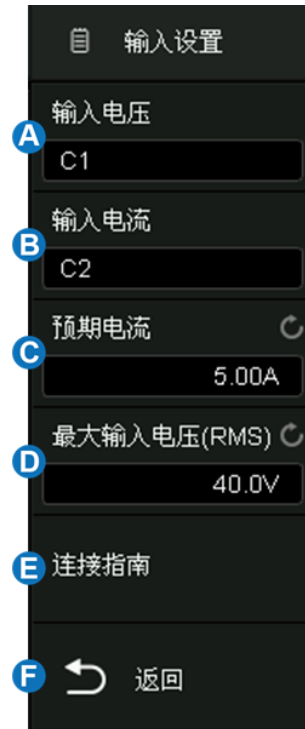 输入设置
输入电压
A
C1
输入电流
B
C2
预期电流
C
5.00A
最大输入电压(RMS)
D
40.0V
E 连接指南
F 返回